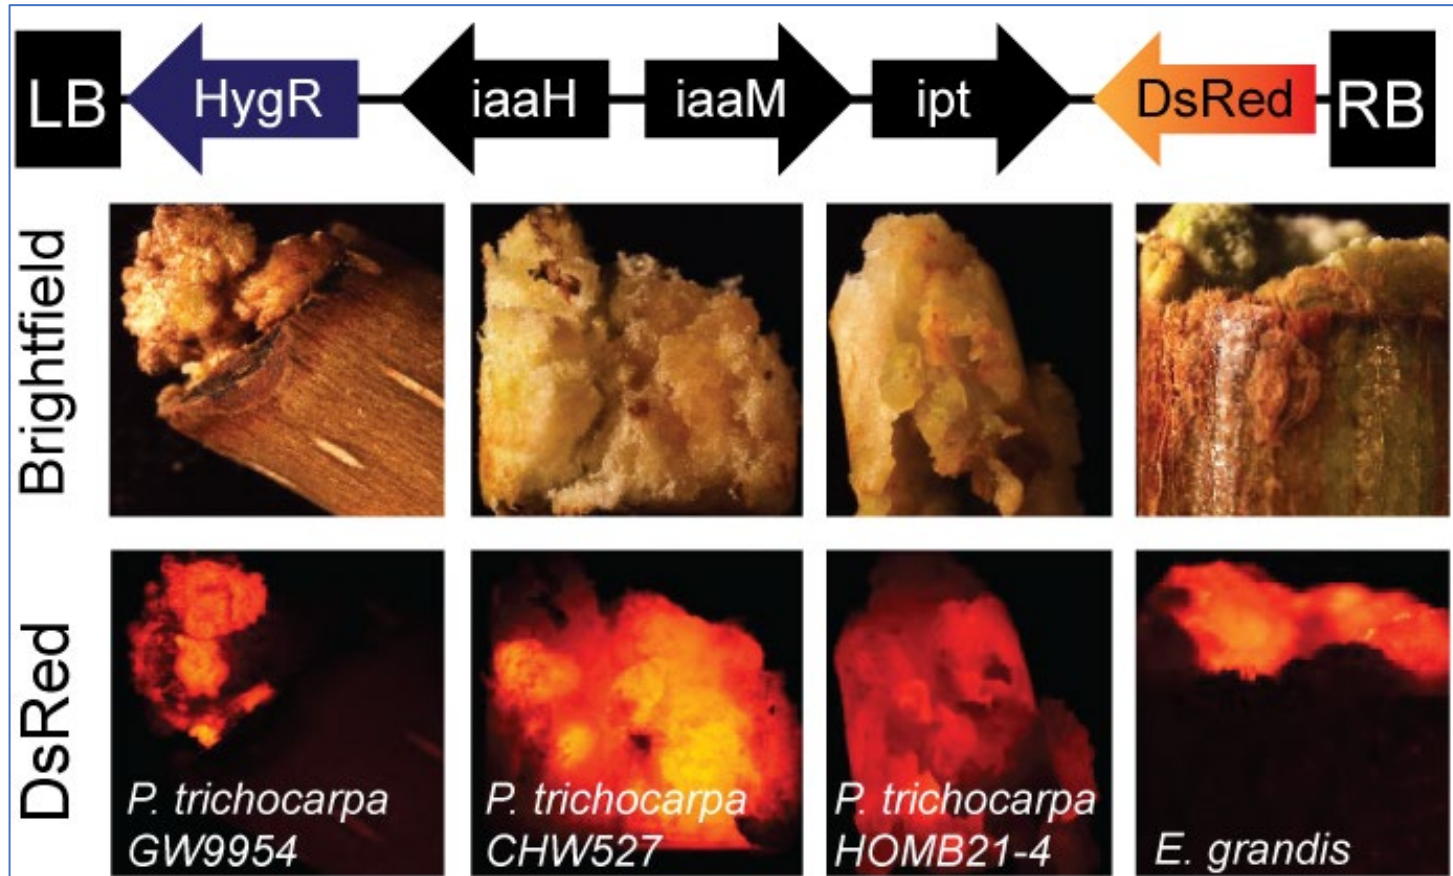 LB HygR iaaH iaaM ipt DsRed RB
Brightfield
DsRed
P. trichocarpa
GW9954
P. trichocarpa
CHW527
P. trichocarpa
HOMB21-4
E. grandis